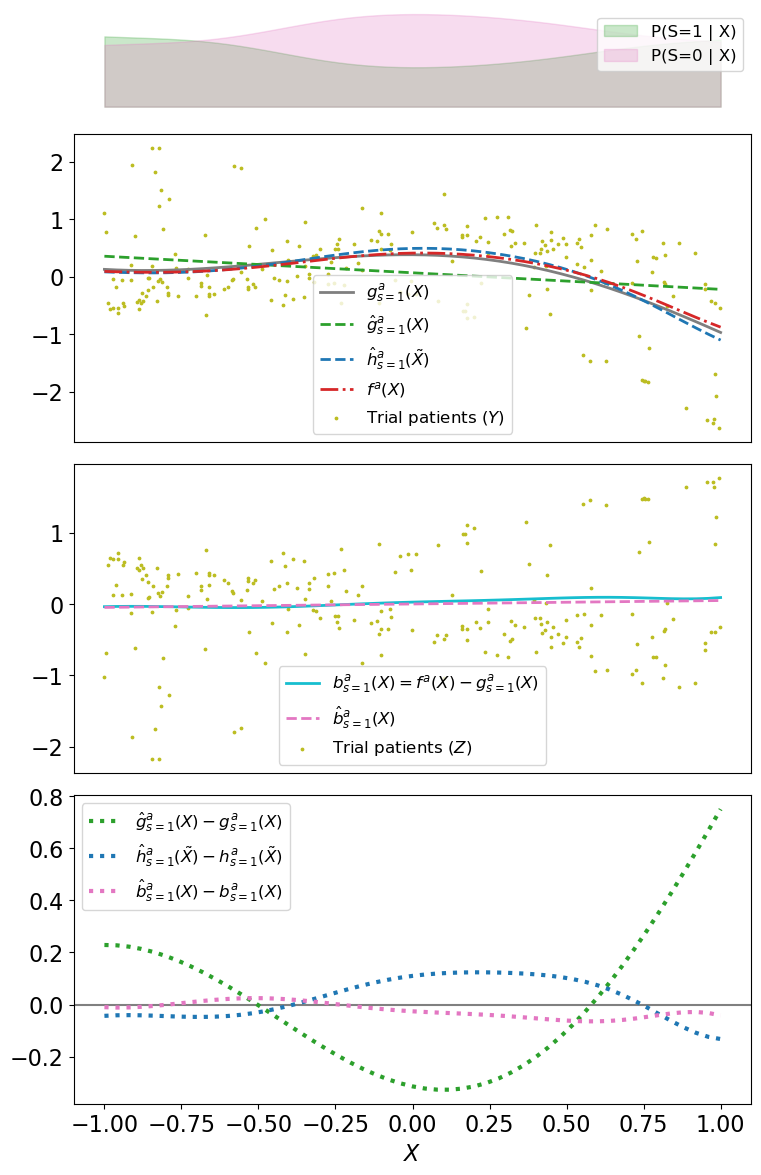 P(S=1 | X)
P(S=0 | X)
2
1
0
−1
−2
g^a_{s=1}(X)
ĝ^a_{s=1}(X)
ĥ^a_{s=1}(X̃)
f^a(X)
Trial patients (Y)
1
0
−1
−2
b^a_{s=1}(X) = f^a(X) − g^a_{s=1}(X)
b̂^a_{s=1}(X)
Trial patients (Z)
0.8
0.6
0.4
0.2
0.0
−0.2
ĝ^a_{s=1}(X) − g^a_{s=1}(X)
ĥ^a_{s=1}(X̃) − h^a_{s=1}(X̃)
b̂^a_{s=1}(X) − b^a_{s=1}(X)
−1.00 −0.75 −0.50 −0.25 0.00 0.25 0.50 0.75 1.00
X